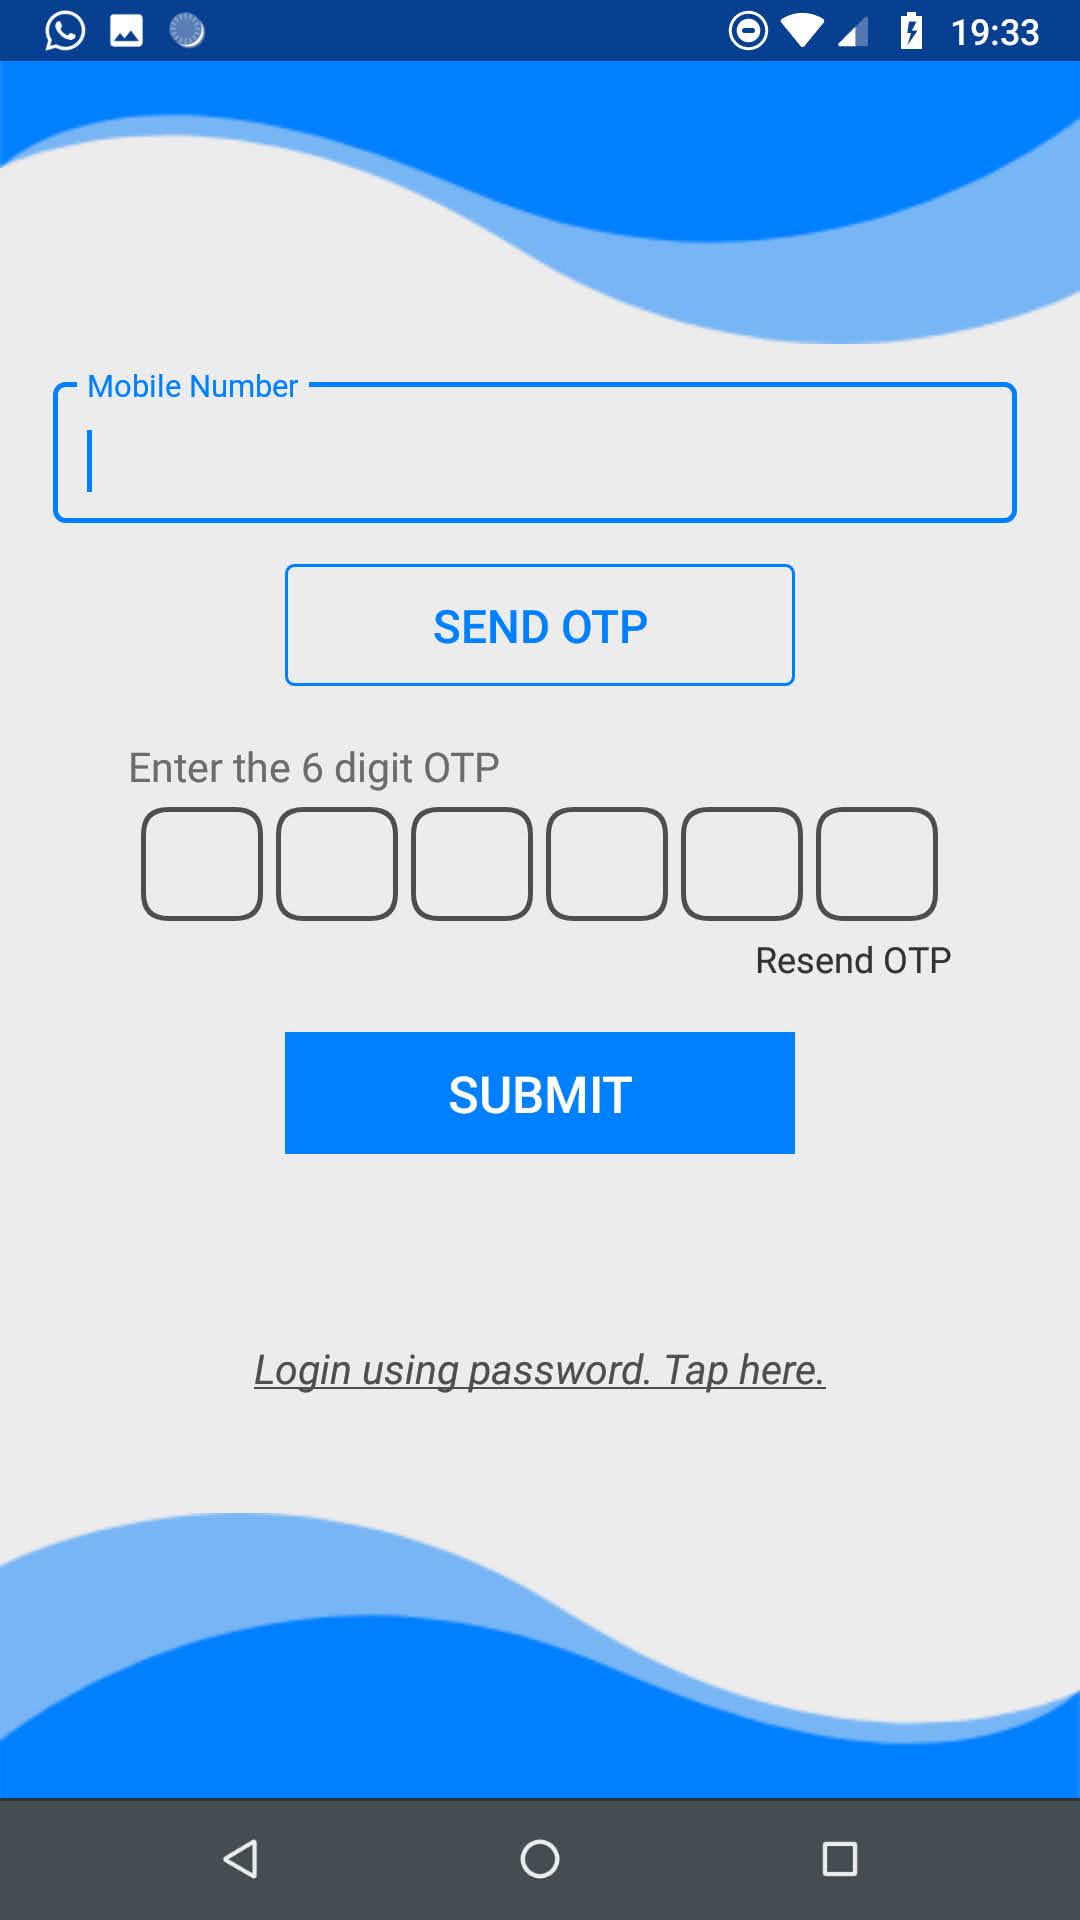 19:33
Mobile Number
SEND OTP
Enter the 6 digit OTP
Resend OTP
SUBMIT
Login using password. Tap here.